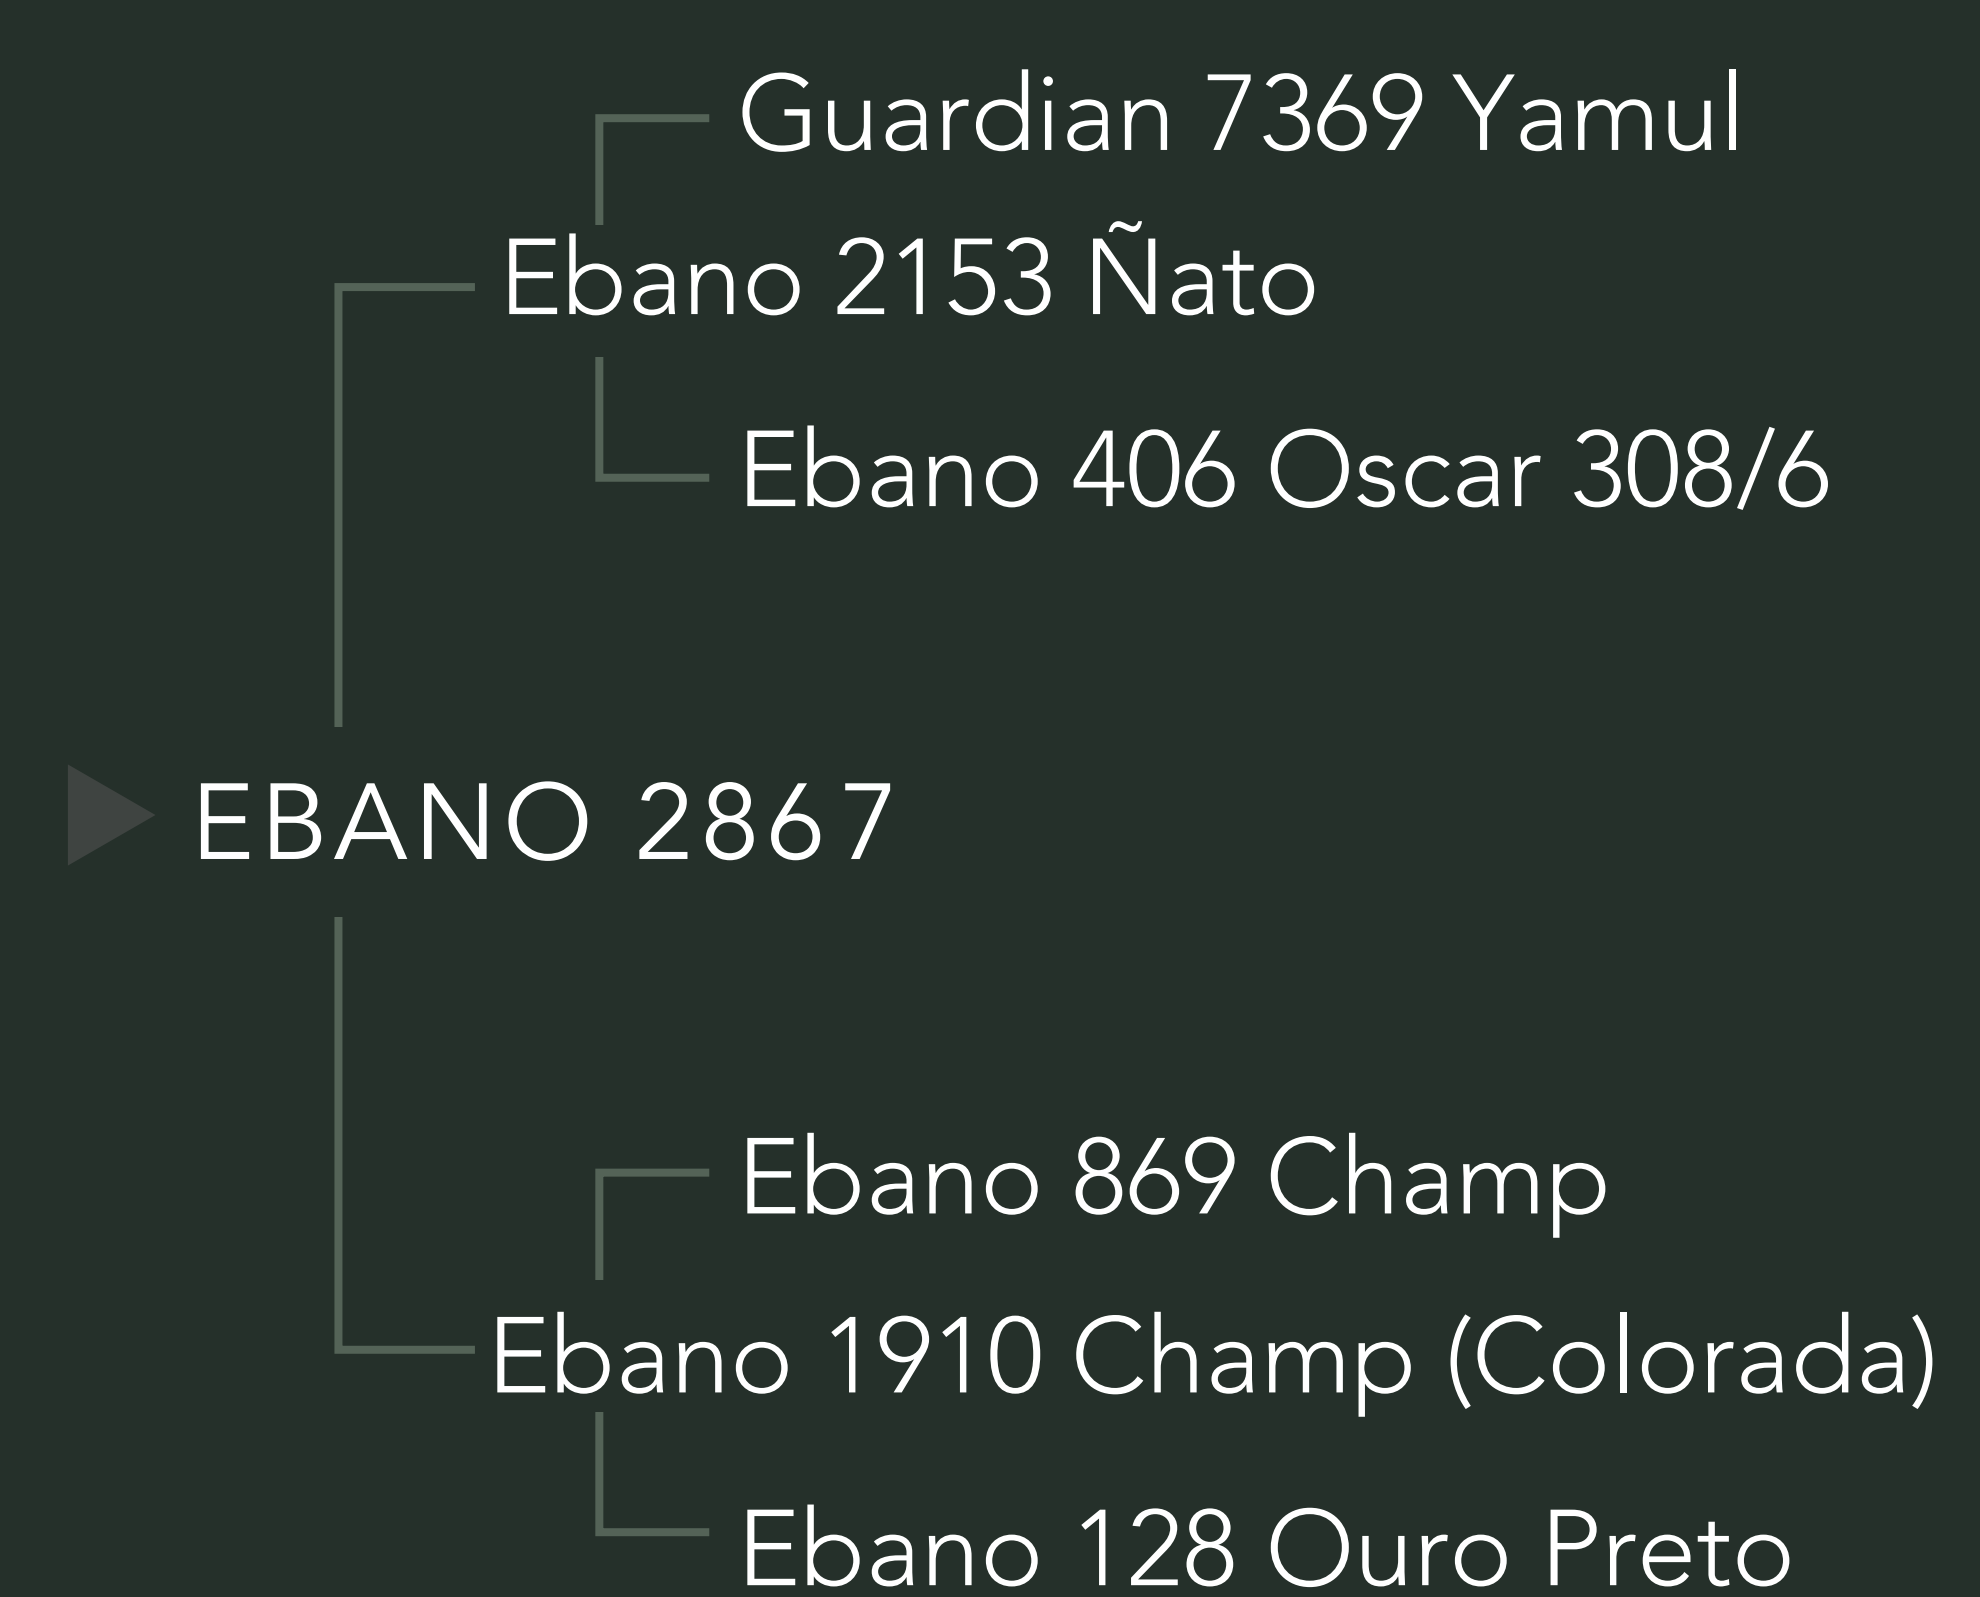 Guardian 7369 Yamul
Ebano 2153 Ñato
Ebano 406 Oscar 308/6
EBANO 2867
Ebano 869 Champ
Ebano 1910 Champ (Colorada)
Ebano 128 Ouro Preto